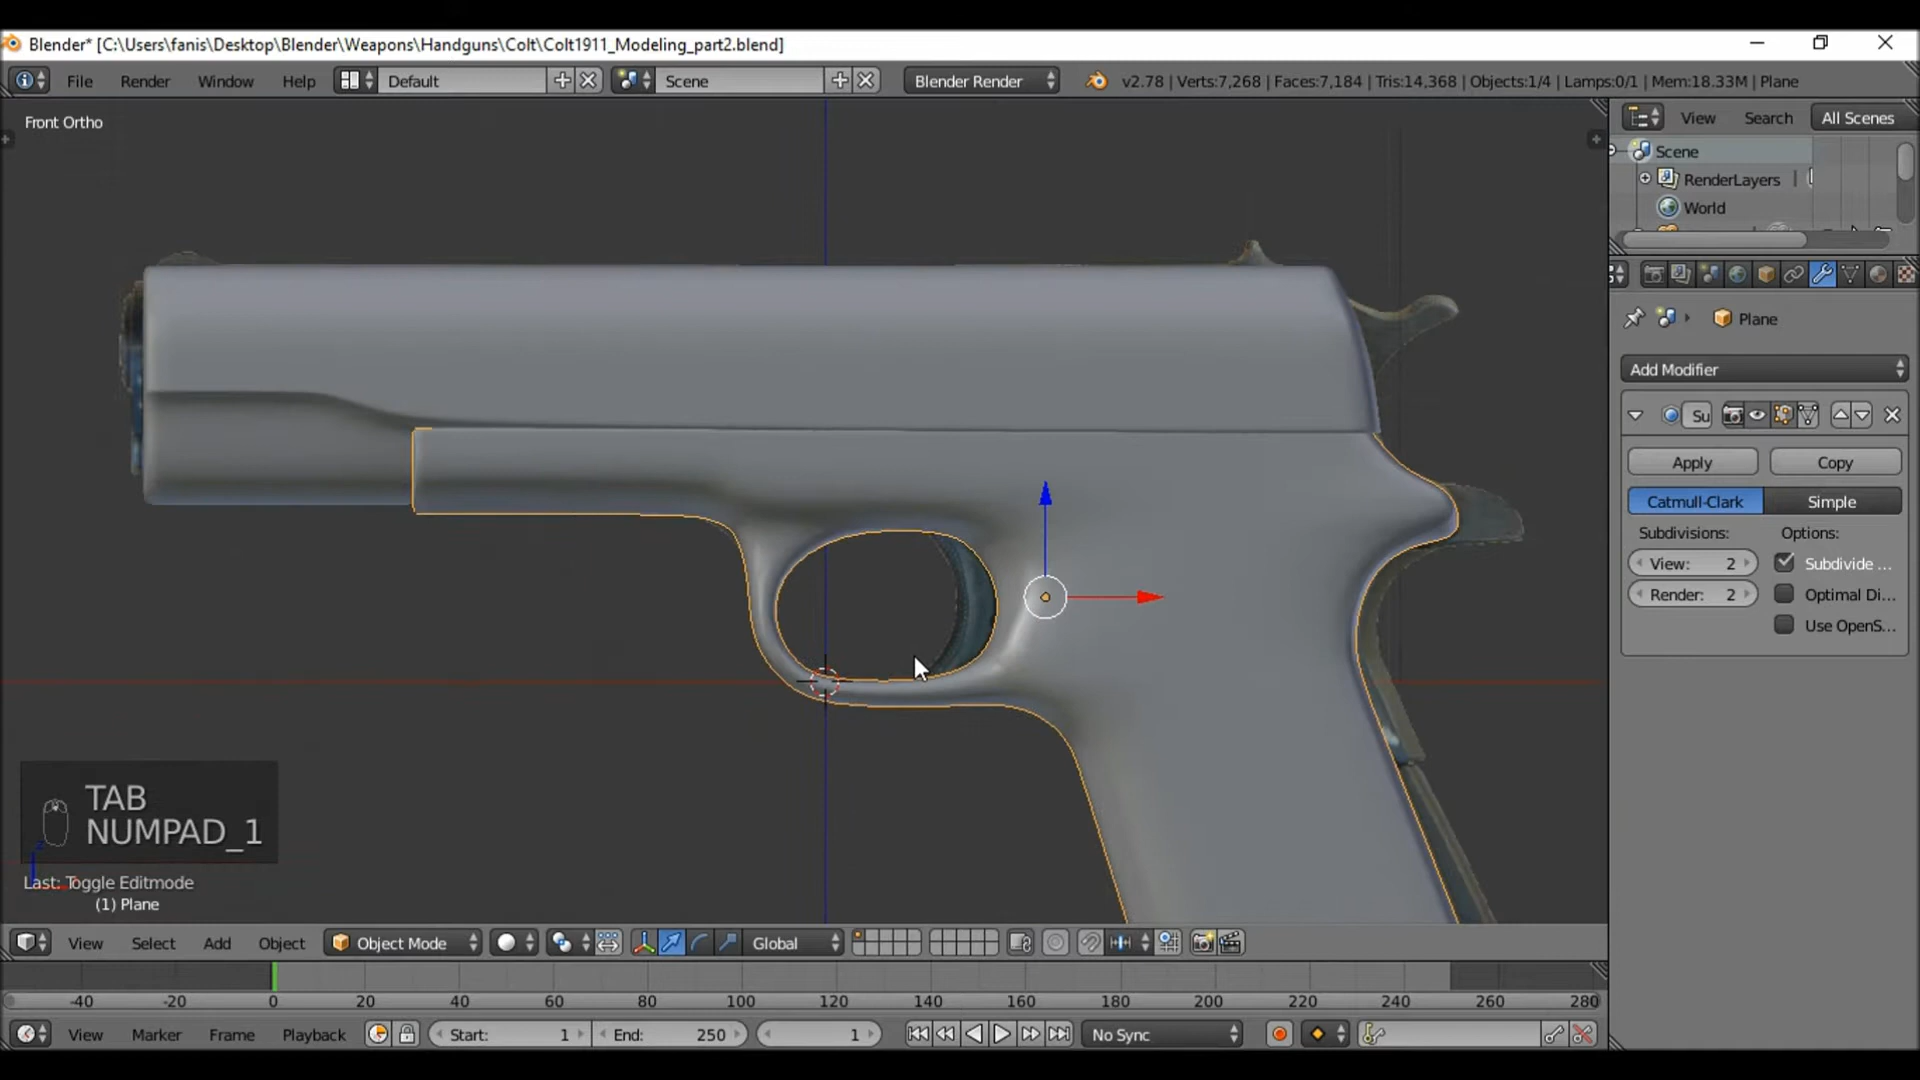 Blender* [C:\Users\fanis\Desktop\Blender\Weapons\Handguns\Colt\Colt1911_Modeling_part2.blend]
File Render Window Help Default Scene Blender Render v2.78 | Verts:7,268 | Faces:7,184 | Tris:14,368 | Objects:1/4 | Lamps:0/1 | Mem:18.33M | Plane
Front Ortho
View Search All Scenes
Scene
RenderLayers |
World
Plane
Add Modifier
Su
Apply Copy
Catmull-Clark Simple
Subdivisions: Options:
View: 2 Subdivide ...
Render: 2 Optimal Di...
Use OpenS...
TAB
NUMPAD_1
Last: Toggle Editmode
(1) Plane
View Select Add Object Object Mode Global
-40 -20 0 20 40 60 80 100 120 140 160 180 200 220 240 260 280
View Marker Frame Playback Start: 1 End: 250 1 No Sync